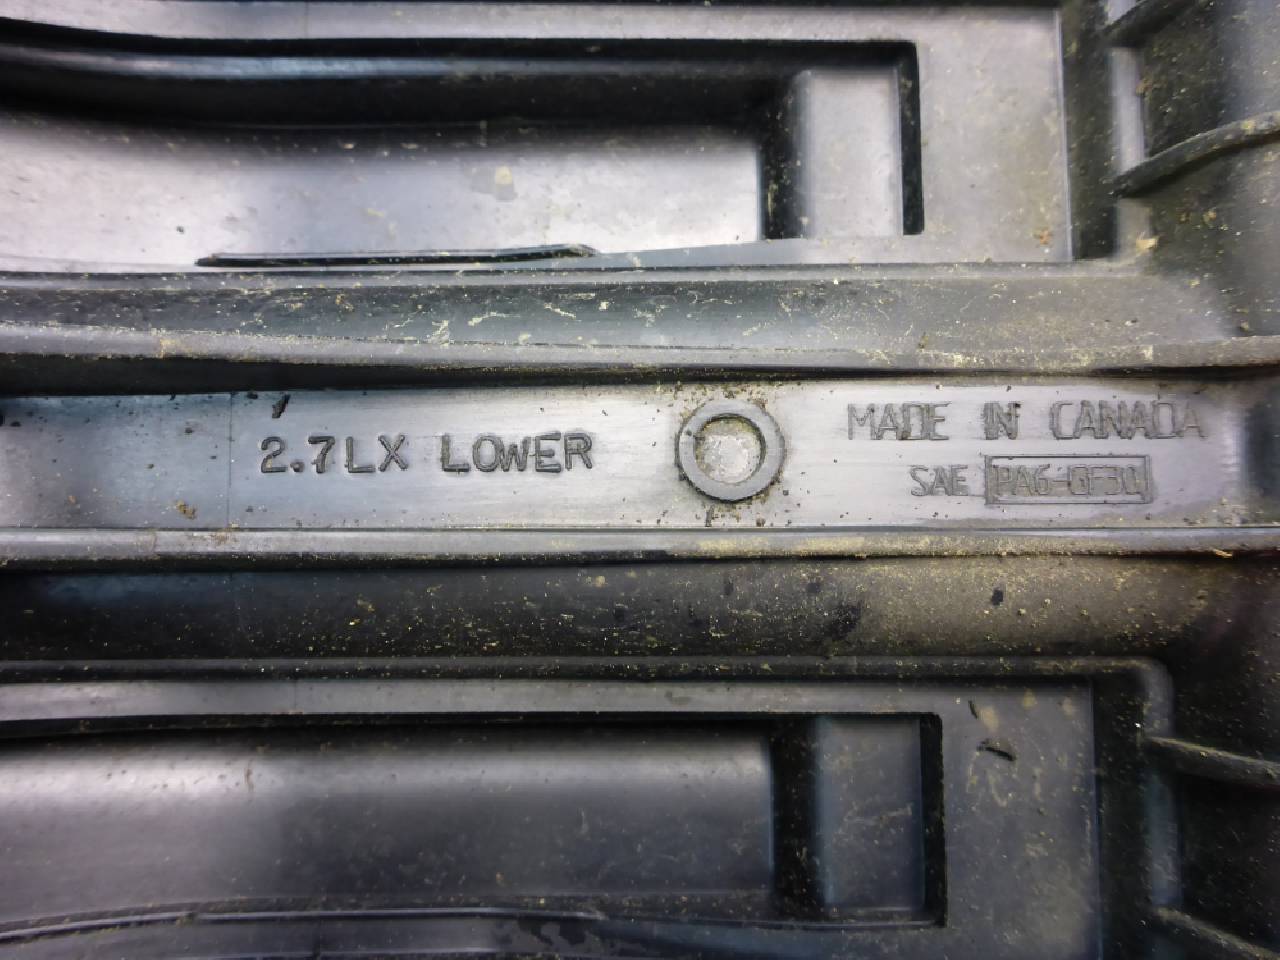 2.7LX LOWER
MADE IN CANADA
SAE PA6-GF30